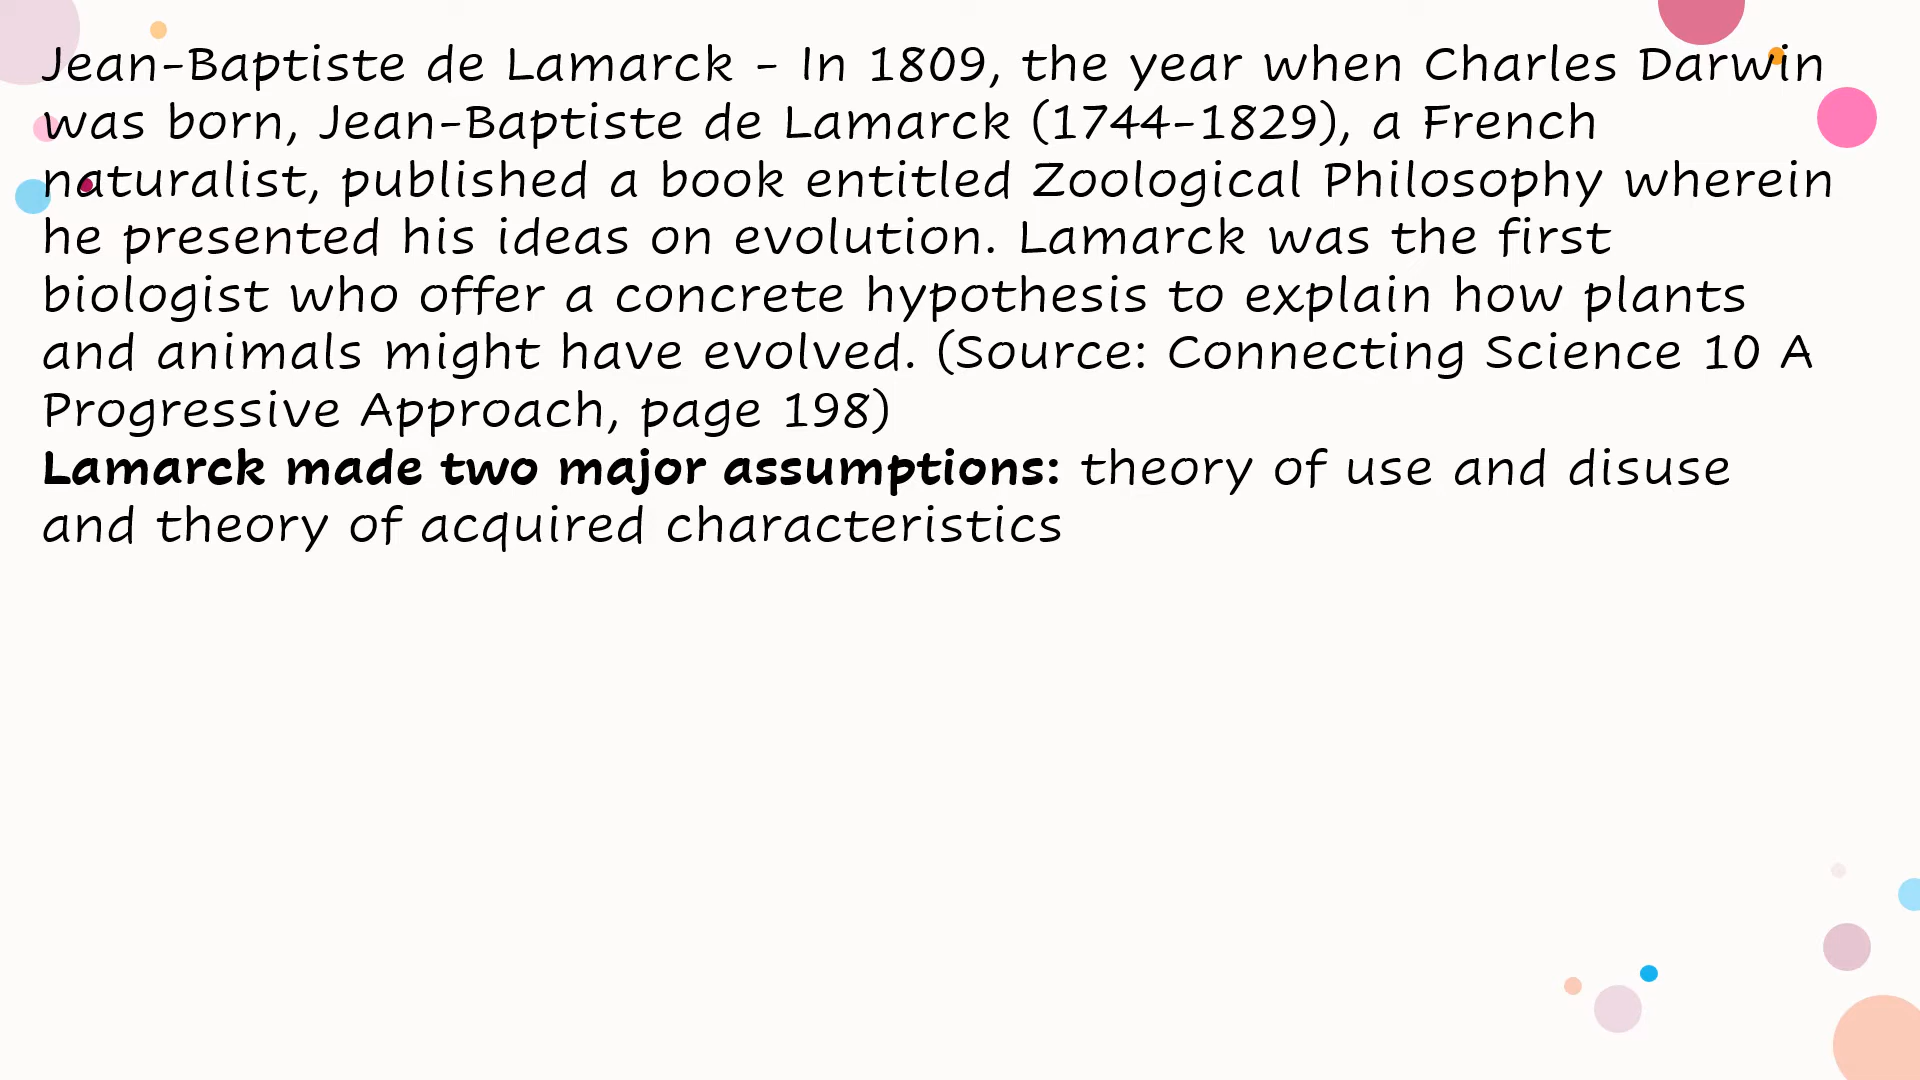 Jean-Baptiste de Lamarck - In 1809, the year when Charles Darwin
was born, Jean-Baptiste de Lamarck (1744-1829), a French
naturalist, published a book entitled Zoological Philosophy wherein
he presented his ideas on evolution. Lamarck was the first
biologist who offer a concrete hypothesis to explain how plants
and animals might have evolved. (Source: Connecting Science 10 A
Progressive Approach, page 198)
Lamarck made two major assumptions: theory of use and disuse
and theory of acquired characteristics